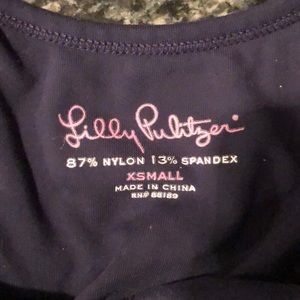 Lilly Pulitzer
87% NYLON 13% SPANDEX
XSMALL
MADE IN CHINA
RN# 88189